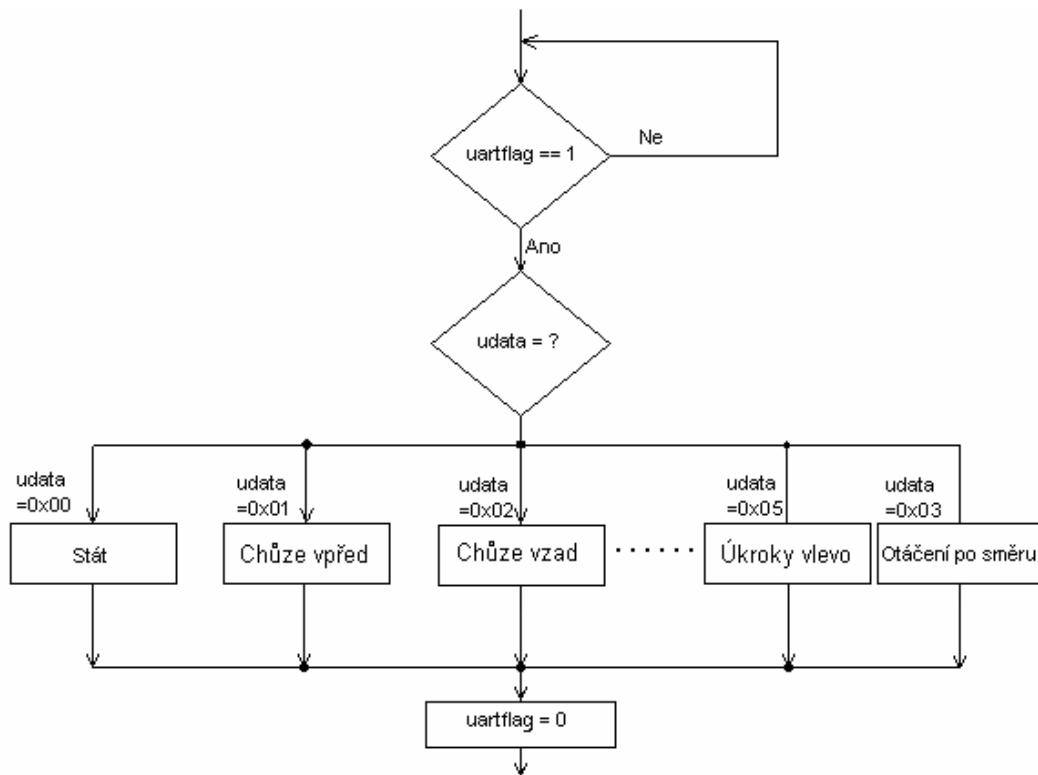 Ne
uartflag == 1
Ano
udata = ?
udata
=0x00
udata
=0x01
udata
=0x02
udata
=0x05
udata
=0x03
Stát
Chůze vpřed
Chůze vzad
Úkroky vlevo
Otáčení po směru
uartflag = 0